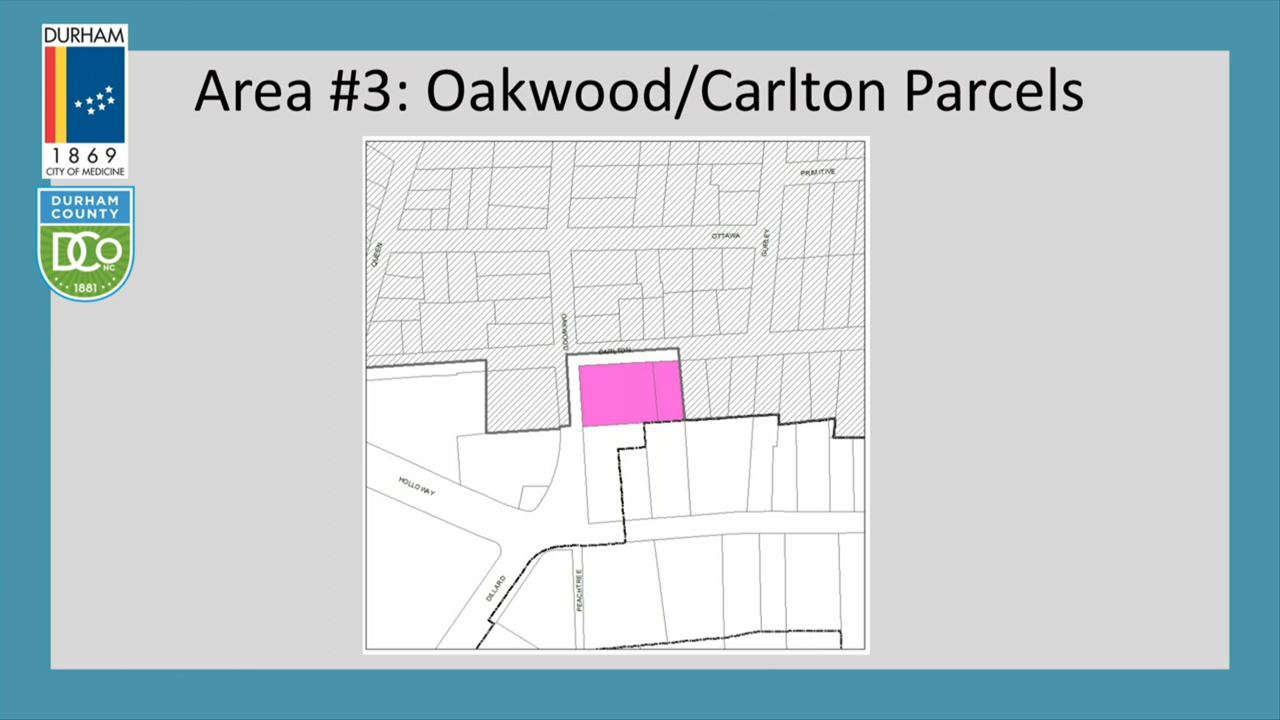 DURHAM
1869
CITY OF MEDICINE
DURHAM
COUNTY
DCO
NC
1881
Area #3: Oakwood/Carlton Parcels
PRIMITIVE
OTTAWA
GURLEY
QUEEN
OAKWOOD
CARLTON
HOLLOWAY
DILLARD
PEACHTREE